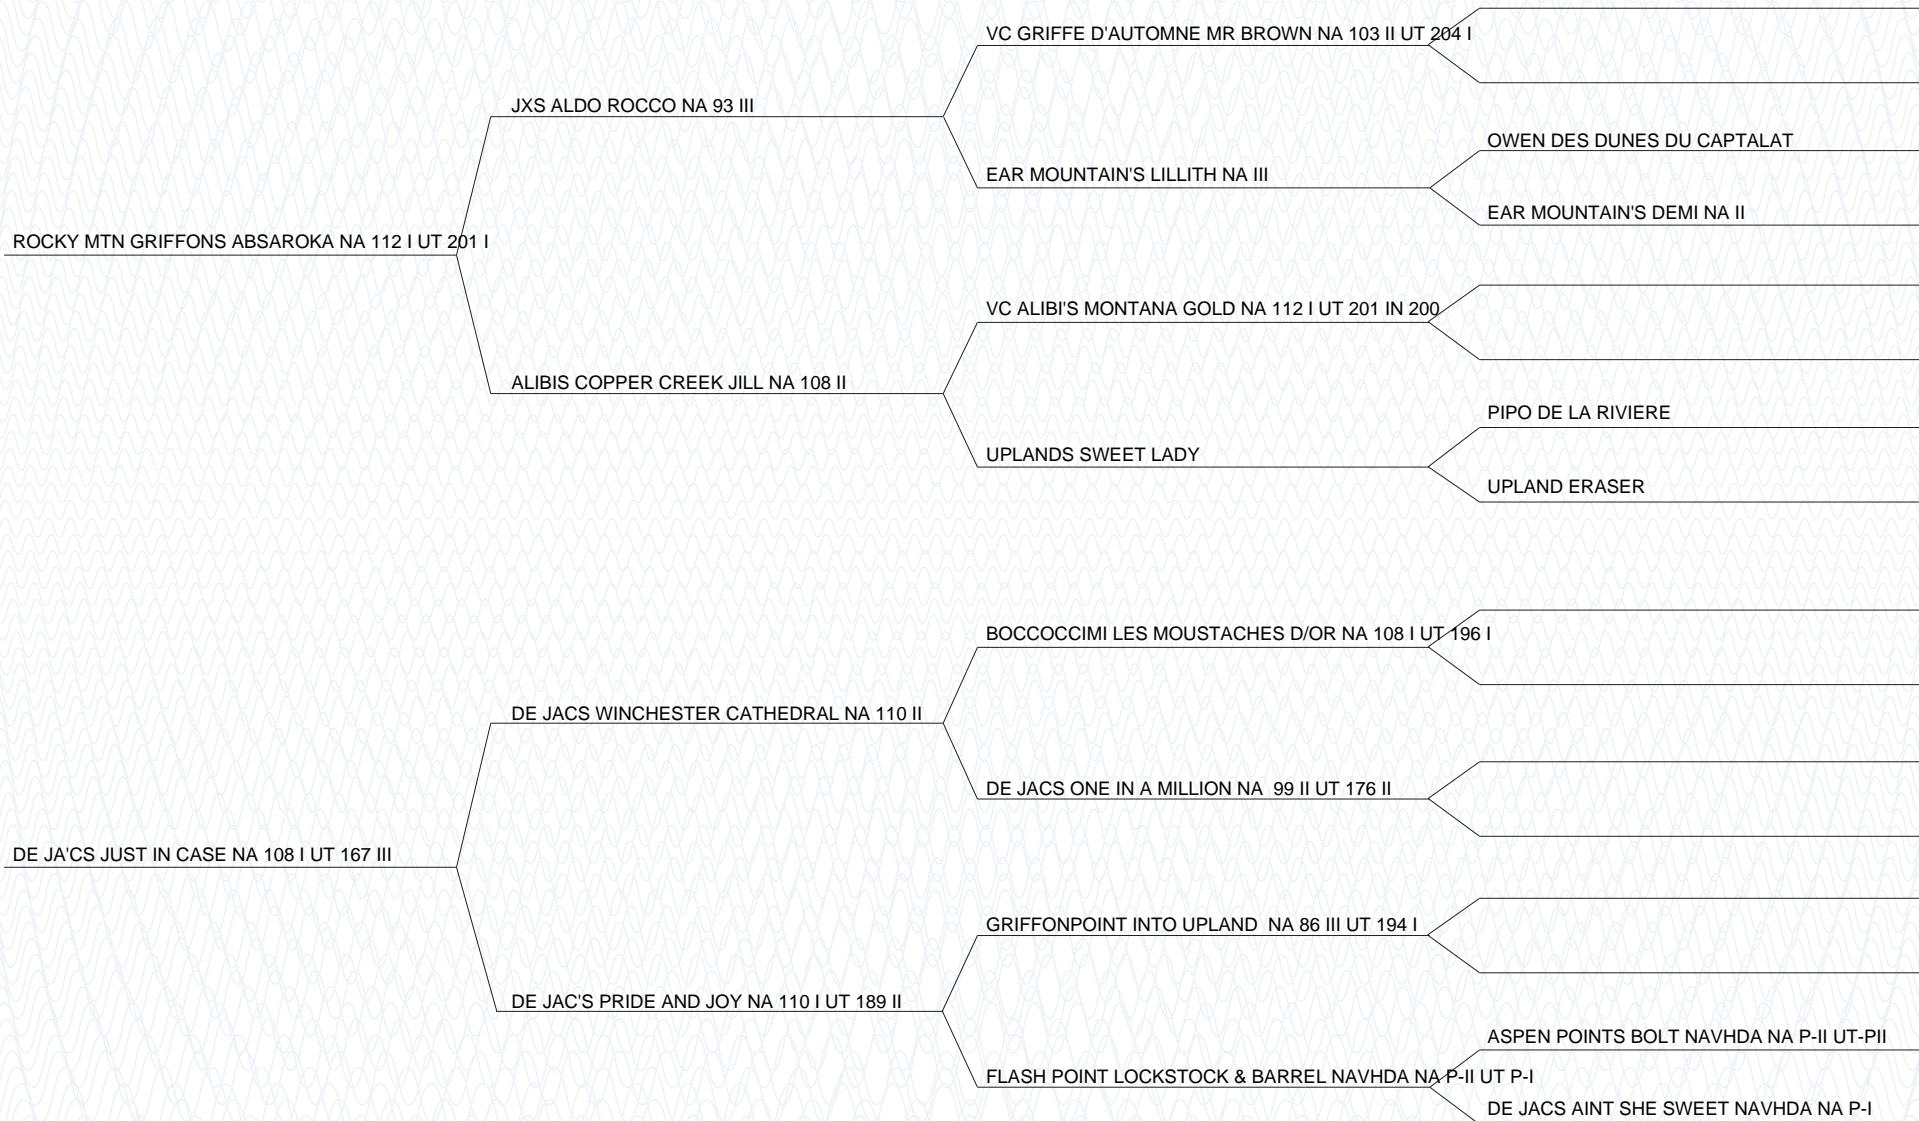 VC GRIFFE D'AUTOMNE MR BROWN NA 103 II UT 204 I
JXS ALDO ROCCO NA 93 III
OWEN DES DUNES DU CAPTALAT
EAR MOUNTAIN'S LILLITH NA III
EAR MOUNTAIN'S DEMI NA II
ROCKY MTN GRIFFONS ABSAROKA NA 112 I UT 201 I
VC ALIBI'S MONTANA GOLD NA 112 I UT 201 IN 200
ALIBIS COPPER CREEK JILL NA 108 II
PIPO DE LA RIVIERE
UPLANDS SWEET LADY
UPLAND ERASER
BOCCOCCIMI LES MOUSTACHES D/OR NA 108 I UT 196 I
DE JACS WINCHESTER CATHEDRAL NA 110 II
DE JACS ONE IN A MILLION NA  99 II UT 176 II
DE JA'CS JUST IN CASE NA 108 I UT 167 III
GRIFFONPOINT INTO UPLAND  NA 86 III UT 194 I
DE JAC'S PRIDE AND JOY NA 110 I UT 189 II
ASPEN POINTS BOLT NAVHDA NA P-II UT-PII
FLASH POINT LOCKSTOCK & BARREL NAVHDA NA P-II UT P-I
DE JACS AINT SHE SWEET NAVHDA NA P-I